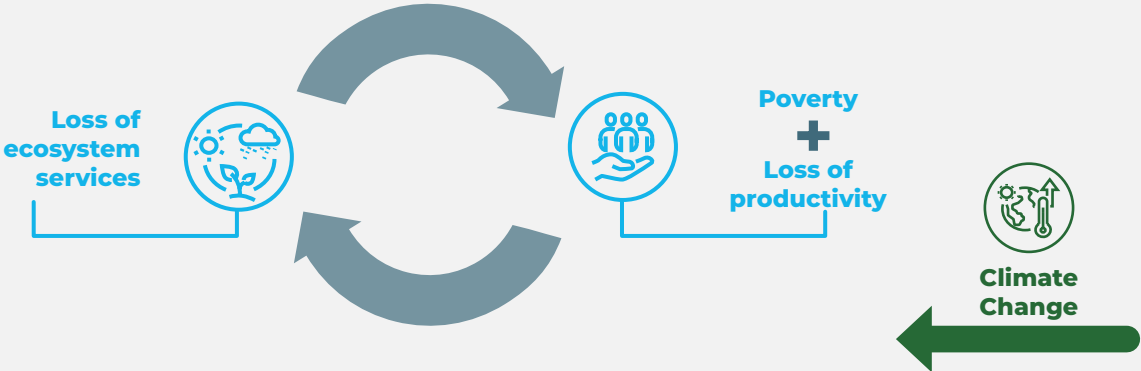 Loss of
ecosystem
services
Poverty
+
Loss of
productivity
Climate
Change